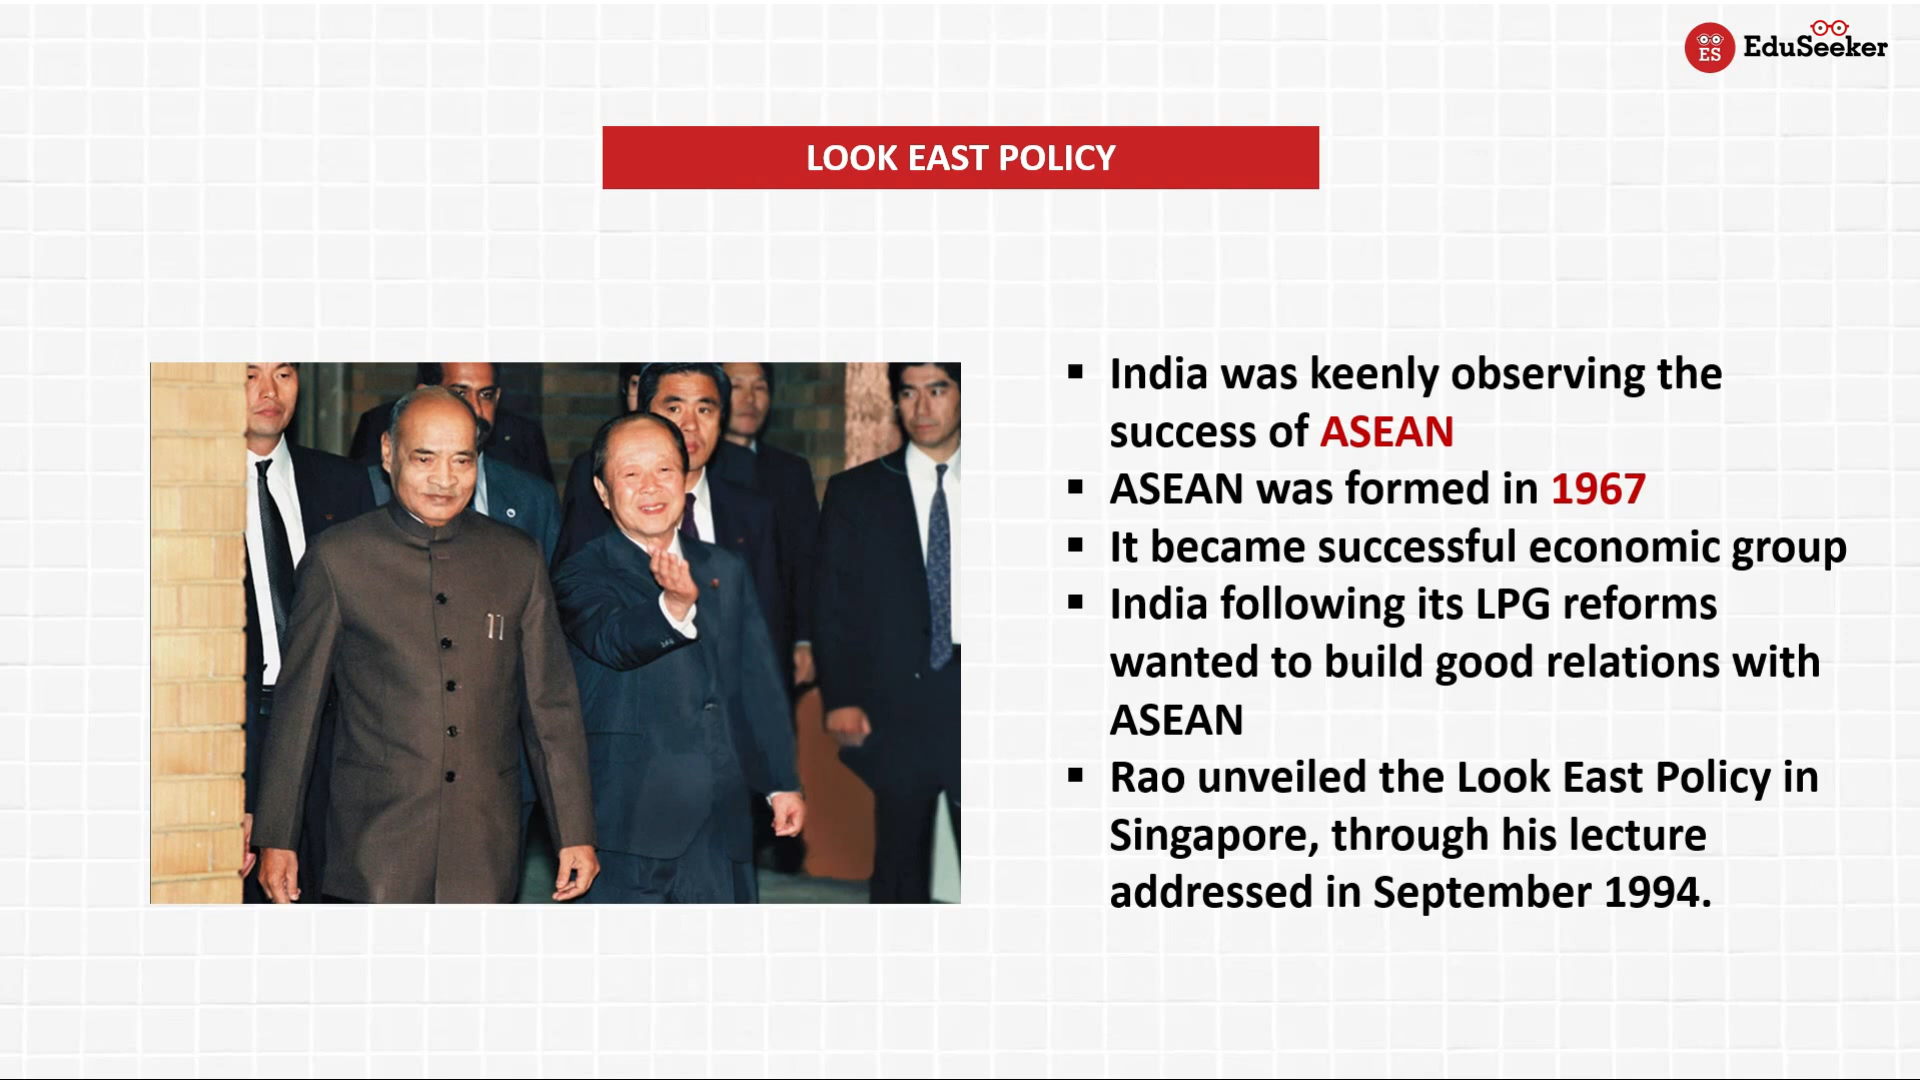 ES EduSeeker
LOOK EAST POLICY
▪ India was keenly observing the
success of ASEAN
▪ ASEAN was formed in 1967
▪ It became successful economic group
▪ India following its LPG reforms
wanted to build good relations with
ASEAN
▪ Rao unveiled the Look East Policy in
Singapore, through his lecture
addressed in September 1994.